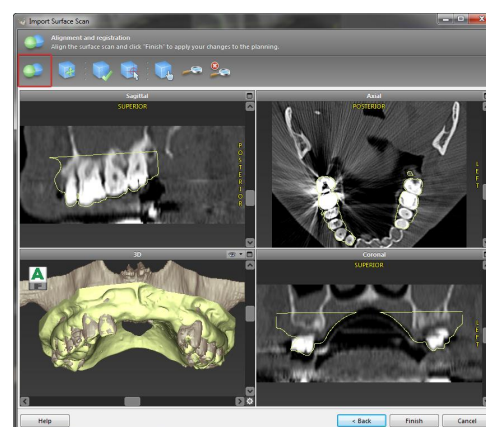 Import Surface Scan
Alignment and registration
Align the surface scan and click "Finish" to apply your changes to the planning.
Sagittal
SUPERIOR
POSTERIOR
Axial
POSTERIOR
LEFT
3D
A
Coronal
SUPERIOR
LEFT
Help
< Back
Finish
Cancel